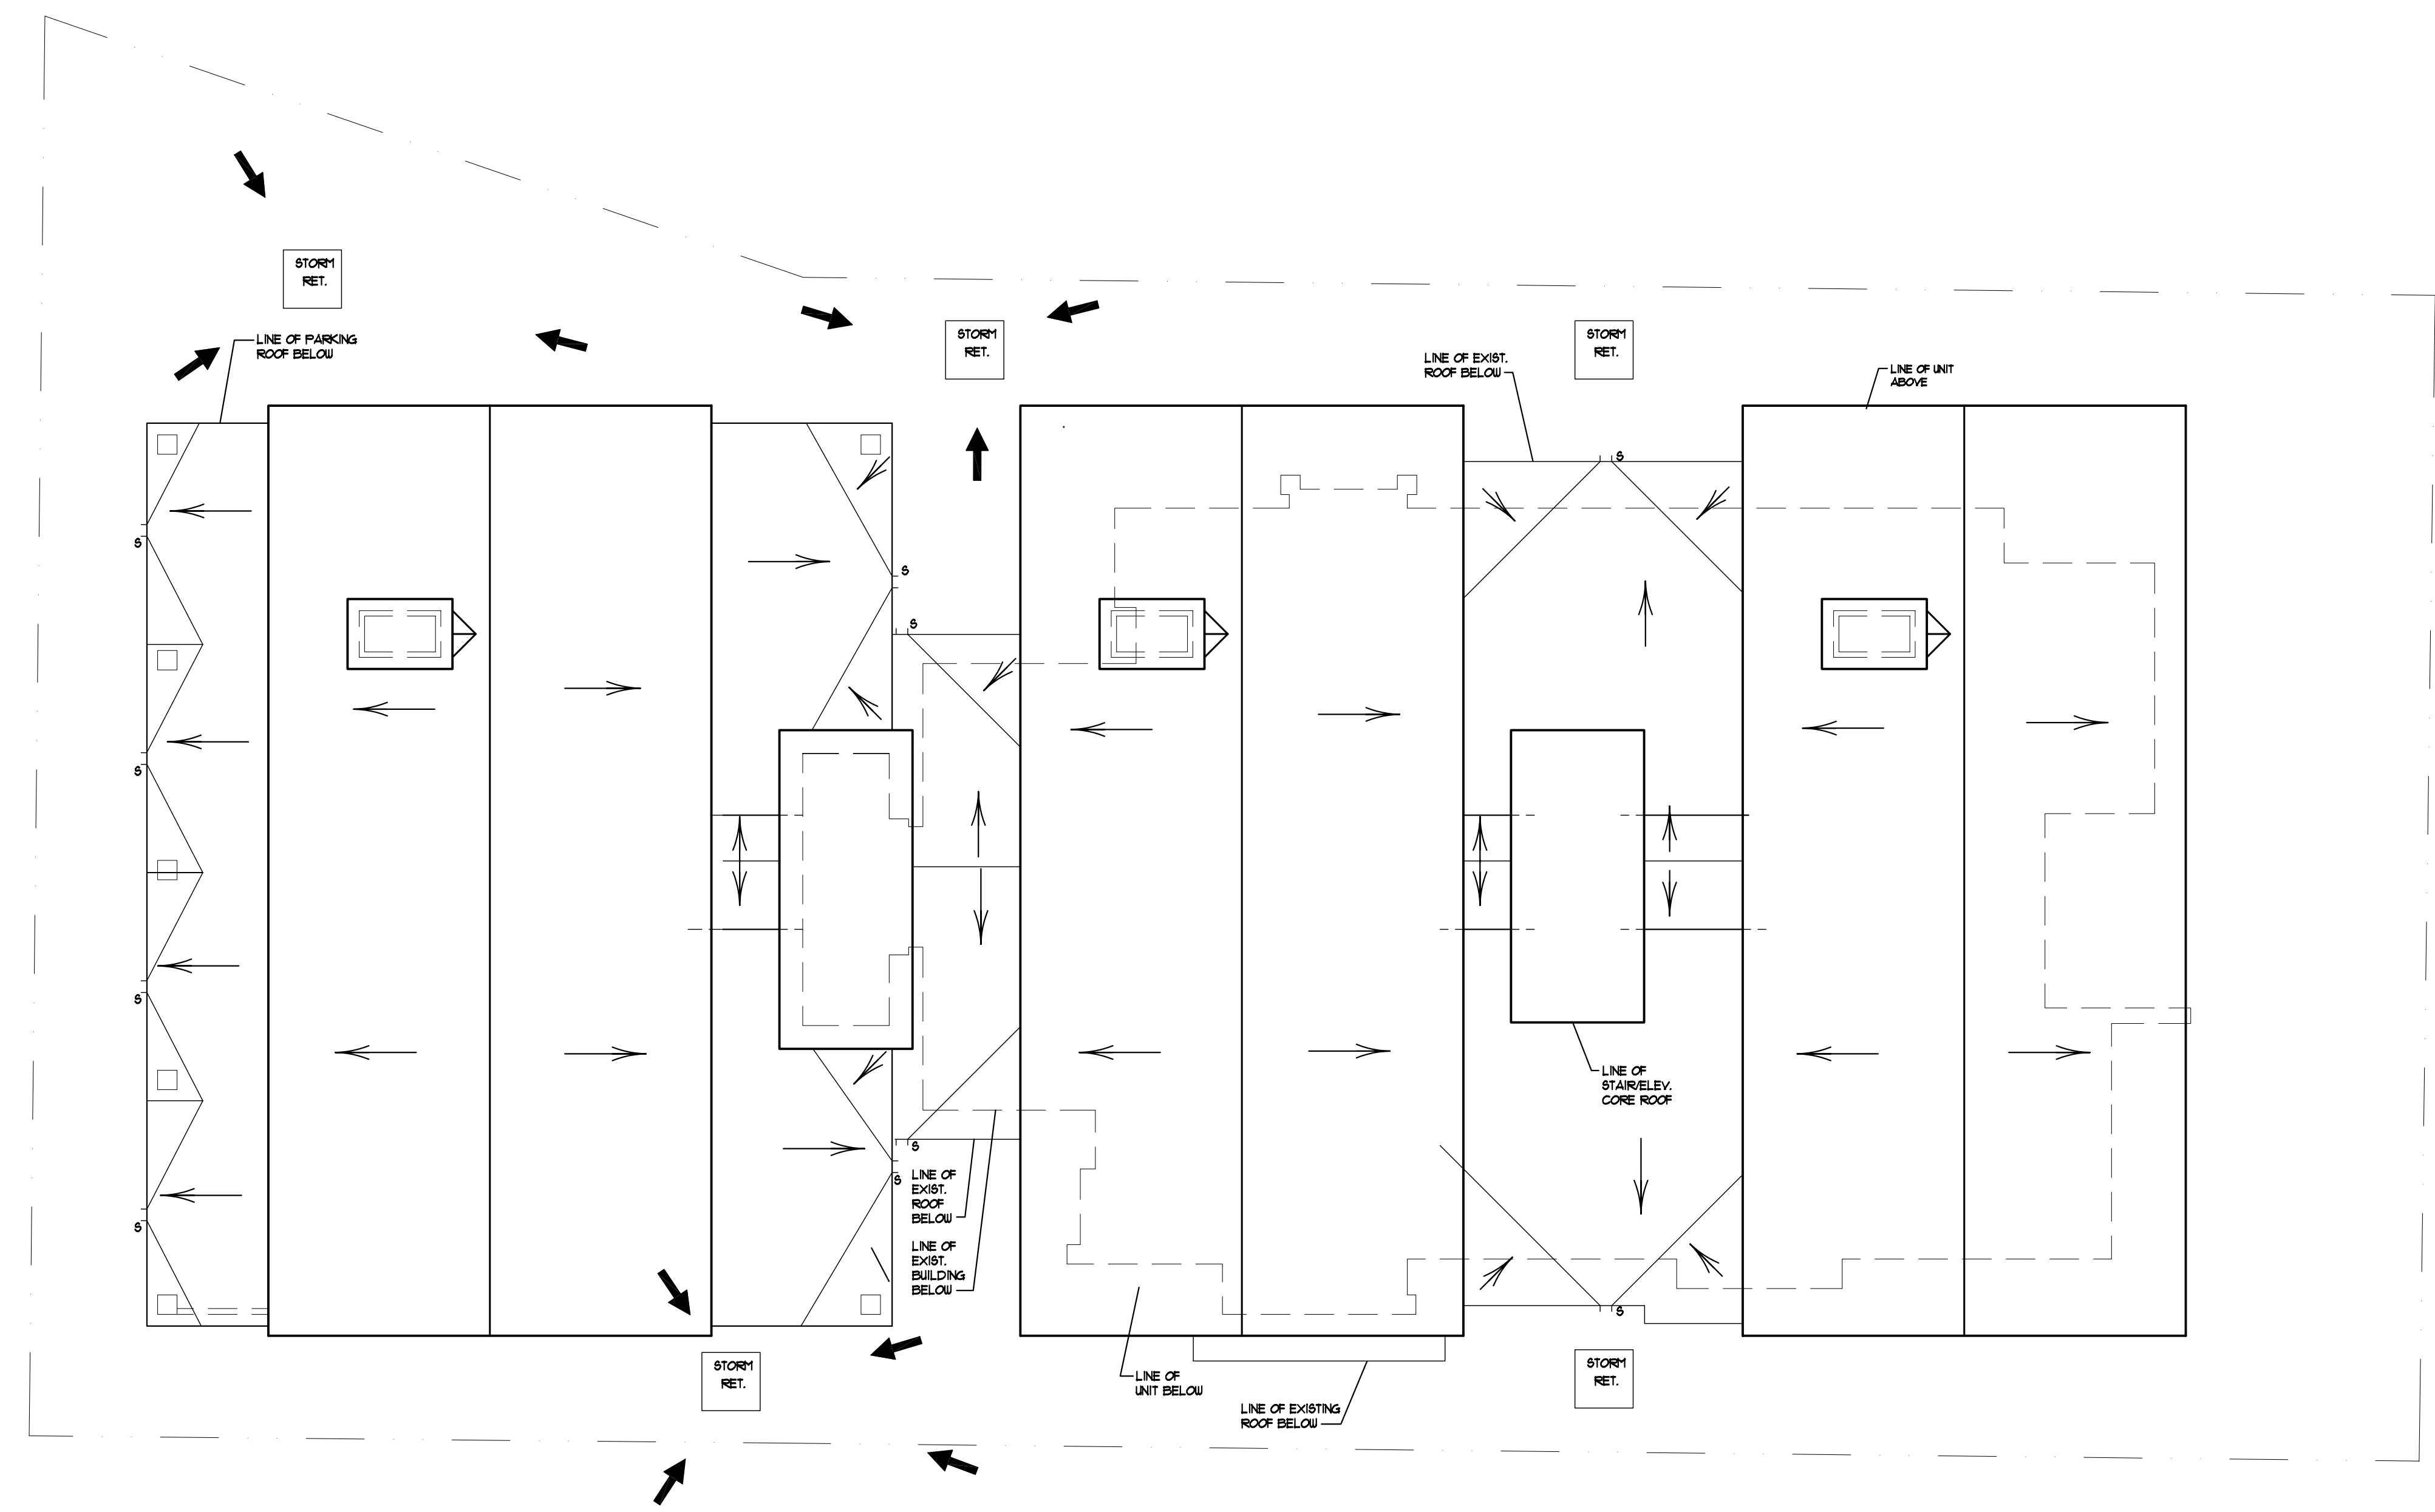 STORM
RET.
LINE OF PARKING
ROOF BELOW
STORM
RET.
STORM
RET.
LINE OF EXIST.
ROOF BELOW
LINE OF UNIT
ABOVE
S
S
S
S
S
S
S
LINE OF
STAIR/ELEV.
CORE ROOF
S
S
LINE OF
EXIST.
ROOF
BELOW
S
LINE OF
EXIST.
BUILDING
BELOW
S
STORM
RET.
LINE OF
UNIT BELOW
LINE OF EXISTING
ROOF BELOW
STORM
RET.